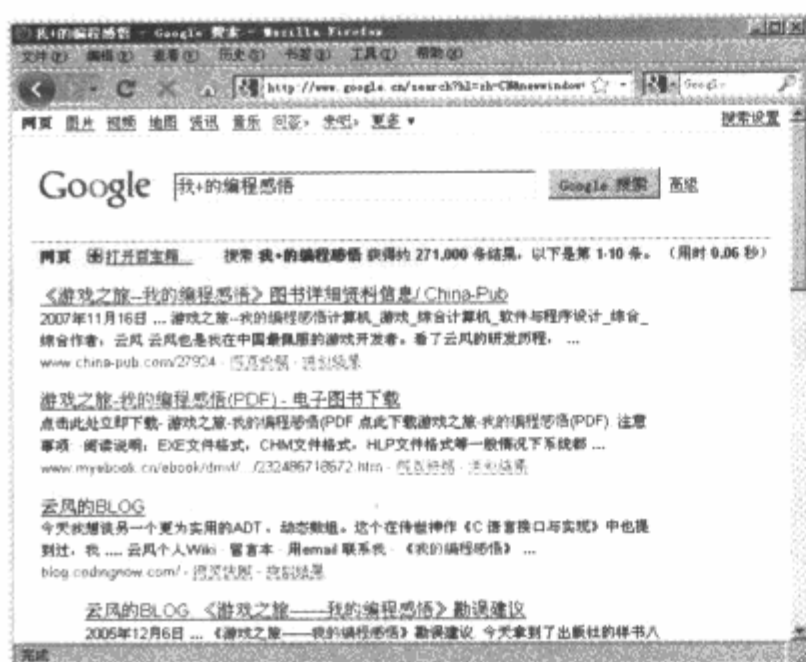 我+的编程感悟 - Google 搜索 - Mozilla Firefox
文件(F) 编辑(E) 查看(V) 历史(S) 书签(B) 工具(T) 帮助(H)
http://www.google.cn/search?hl=zh-CN&newwindow= Google
网页 图片 视频 地图 资讯 音乐 问答 来吧 更多 ▼ 搜索设置
Google 我+的编程感悟 Google 搜索 高级
网页 打开百宝箱... 搜索 我+的编程感悟 获得约 271,000 条结果，以下是第 1-10 条。 （用时 0.06 秒）
《游戏之旅--我的编程感悟》图书详细资料信息/ China-Pub
2007年11月16日 ... 游戏之旅--我的编程感悟计算机_游戏_综合计算机_软件与程序设计_综合_
综合作者：云风 云风也是我在中国最佩服的游戏开发者。看了云风的研发历程， ...
www.china-pub.com/27924 - 网页快照 - 类似结果
游戏之旅-我的编程感悟(PDF) - 电子图书下载
点击此处立即下载- 游戏之旅-我的编程感悟(PDF 点此下载游戏之旅-我的编程感悟(PDF) 注意
事项 · 阅读说明：EXE文件格式，CHM文件格式，HLP文件格式等一般情况下系统都 ...
www.myebook.cn/ebook/dmvl/.../232486718672.htm - 网页快照 - 类似结果
云风的BLOG
今天我想谈另一个更为实用的ADT，动态数组。这个在传世神作《C 语言接口与实现》中也提
到过，我 .... 云风个人Wiki · 留言本 · 用email 联系我 · 《我的编程感悟》 ...
blog.codingnow.com/ - 网页快照 - 类似结果
云风的BLOG 《游戏之旅——我的编程感悟》勘误建议
2005年12月6日 ... 《游戏之旅——我的编程感悟》勘误建议 今天拿到了出版社的样书八
完成